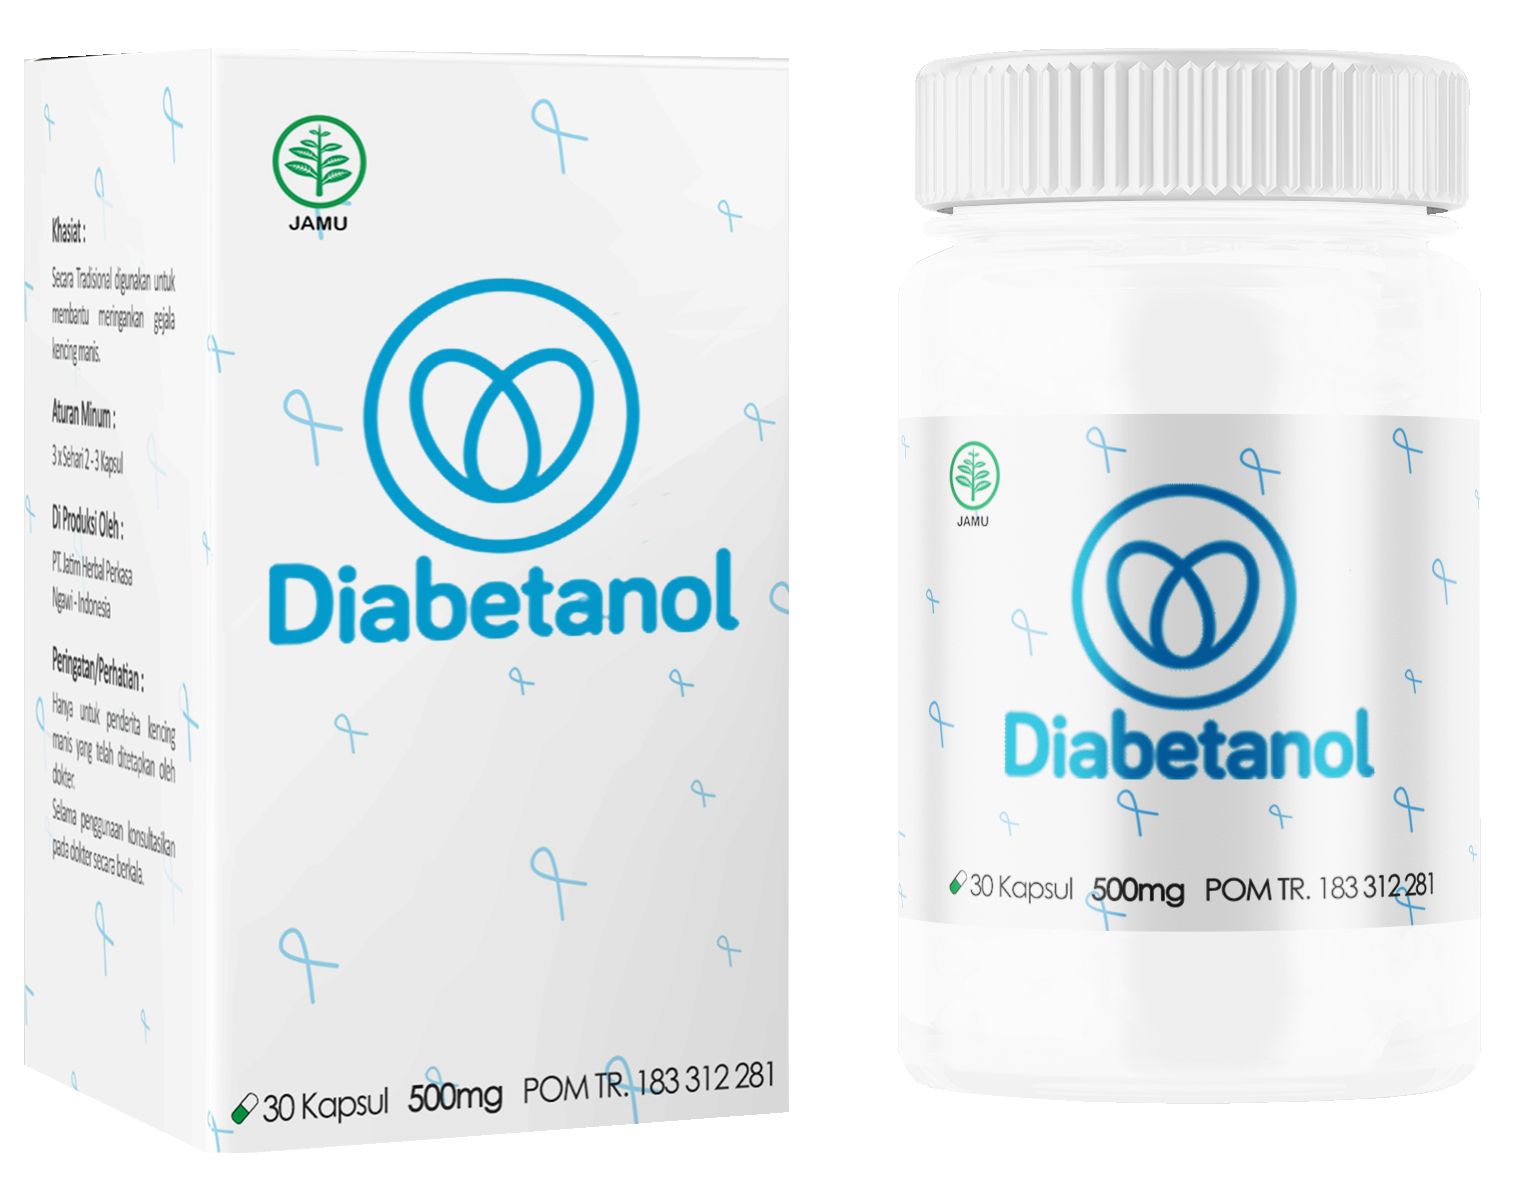 Khasiat :
Secara Tradisional digunakan untuk
membantu meringankan gejala
kencing manis.
Aturan Minum :
3 x Sehari 2 - 3 Kapsul
Di Produksi Oleh :
PT. Jatim Herbal Perkasa
Ngawi - Indonesia
Peringatan/Perhatian :
Hanya untuk penderita kencing
manis yang telah ditetapkan oleh
dokter.
Selama penggunaan konsultasikan
pada dokter secara berkala.
JAMU
Diabetanol
30 Kapsul 500mg POM TR. 183 312 281
JAMU
Diabetanol
30 Kapsul 500mg POM TR. 183 312 281